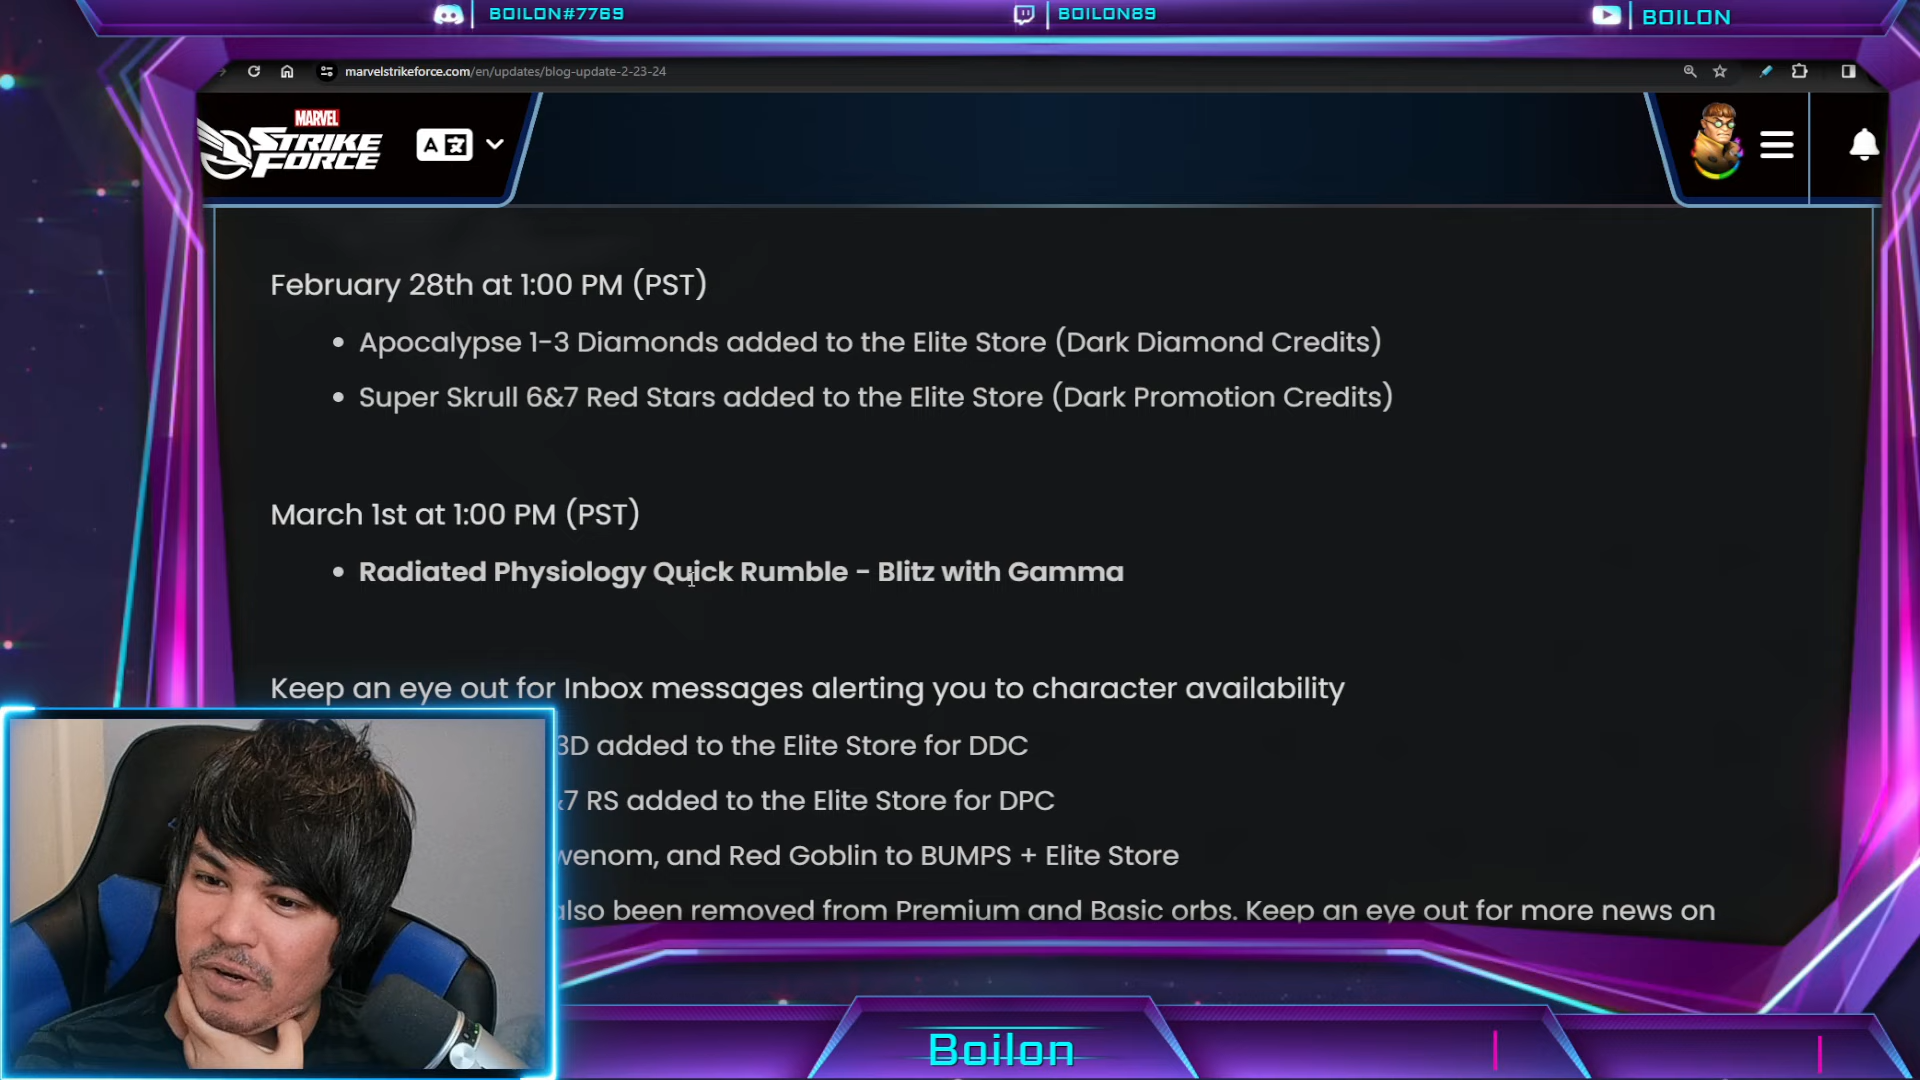 BOILON#7769
BOILON89
BOILON
marvelstrikeforce.com/en/updates/blog-update-2-23-24
MARVEL
STRIKE
FORCE
A文
February 28th at 1:00 PM (PST)
• Apocalypse 1-3 Diamonds added to the Elite Store (Dark Diamond Credits)
• Super Skrull 6&7 Red Stars added to the Elite Store (Dark Promotion Credits)
March 1st at 1:00 PM (PST)
• Radiated Physiology Quick Rumble - Blitz with Gamma
Keep an eye out for Inbox messages alerting you to character availability
3D added to the Elite Store for DDC
&7 RS added to the Elite Store for DPC
wenom, and Red Goblin to BUMPS + Elite Store
also been removed from Premium and Basic orbs. Keep an eye out for more news on
Boilon